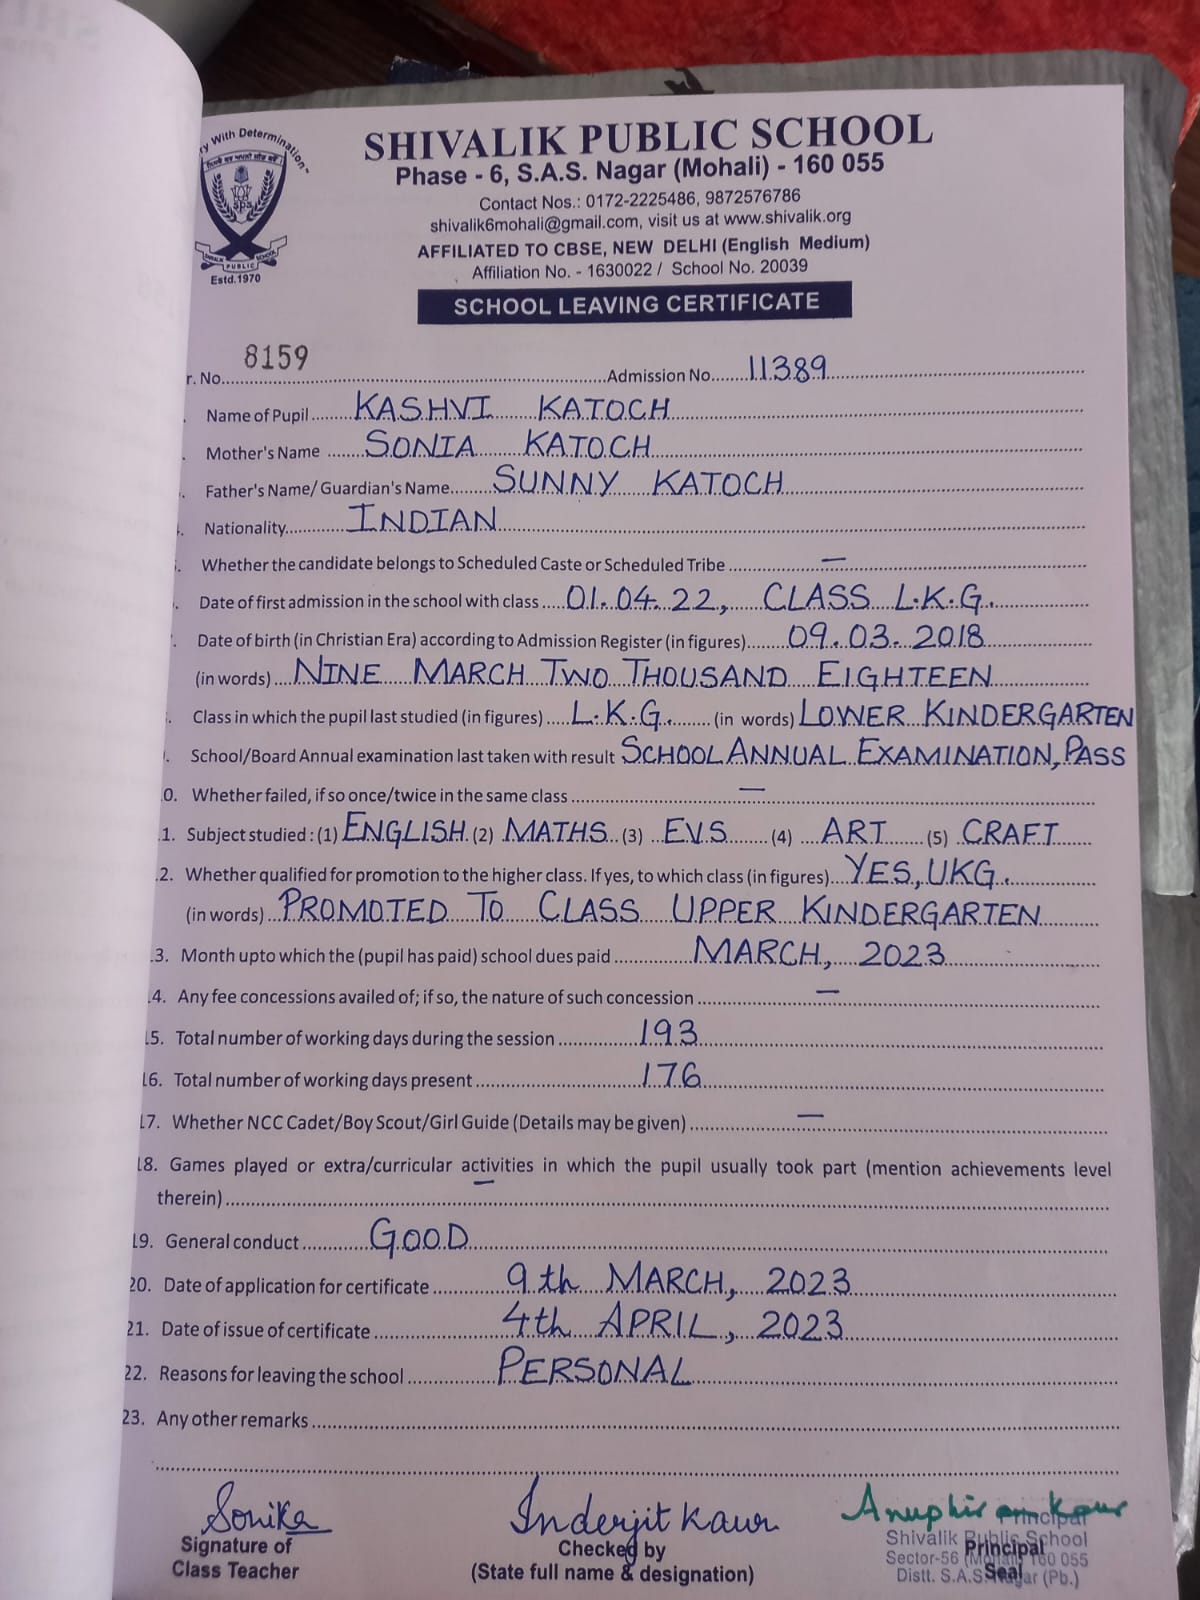 y With Determination"
SPS
SHIVALIK PUBLIC SCHOOL
Estd.1970
SHIVALIK PUBLIC SCHOOL
Phase - 6, S.A.S. Nagar (Mohali) - 160 055
Contact Nos.: 0172-2225486, 9872576786
shivalik6mohali@gmail.com, visit us at www.shivalik.org
AFFILIATED TO CBSE, NEW DELHI (English Medium)
Affiliation No. - 1630022 / School No. 20039
SCHOOL LEAVING CERTIFICATE
r. No. 8159 Admission No. 11389
. Name of Pupil KASHVI KATOCH
. Mother's Name SONIA KATOCH
. Father's Name/ Guardian's Name SUNNY KATOCH
. Nationality INDIAN
. Whether the candidate belongs to Scheduled Caste or Scheduled Tribe —
. Date of first admission in the school with class 01.04.22, CLASS L.K.G.
. Date of birth (in Christian Era) according to Admission Register (in figures) 09.03.2018
(in words) NINE MARCH TWO THOUSAND EIGHTEEN
. Class in which the pupil last studied (in figures) L.K.G. (in words) LOWER KINDERGARTEN
. School/Board Annual examination last taken with result SCHOOL ANNUAL EXAMINATION, PASS
0. Whether failed, if so once/twice in the same class —
1. Subject studied : (1) ENGLISH (2) MATHS (3) EVS (4) ART (5) CRAFT
2. Whether qualified for promotion to the higher class. If yes, to which class (in figures) YES, UKG.
(in words) PROMOTED TO CLASS UPPER KINDERGARTEN
3. Month upto which the (pupil has paid) school dues paid MARCH, 2023
4. Any fee concessions availed of; if so, the nature of such concession —
5. Total number of working days during the session 193
16. Total number of working days present 176
17. Whether NCC Cadet/Boy Scout/Girl Guide (Details may be given) —
18. Games played or extra/curricular activities in which the pupil usually took part (mention achievements level
therein) —
19. General conduct GOOD
20. Date of application for certificate 9th MARCH, 2023
21. Date of issue of certificate 4th APRIL, 2023
22. Reasons for leaving the school PERSONAL
23. Any other remarks
Sonika
Signature of
Class Teacher
Inderjit Kaur
Checked by
(State full name & designation)
Kaur
Principal
Shivalik Public School
Principal
Sector-56 (Mohali) 160 055
Seal
Distt. S.A.S. Nagar (Pb.)